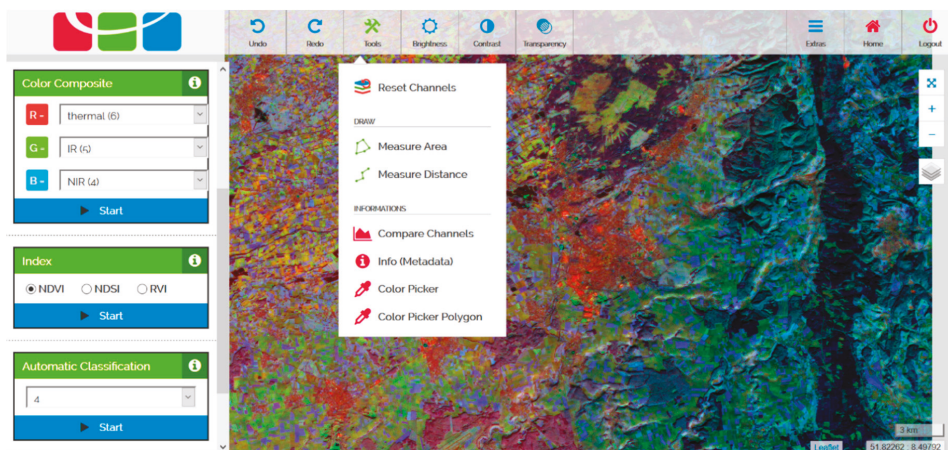 Undo Redo Tools Brightness Contrast Transparency Extras Home Logout
Color Composite
R - thermal (6)
G - IR (5)
B - NIR (4)
Start
Index
NDVI NDSI RVI
Start
Automatic Classification
4
Start
Reset Channels
DRAW
Measure Area
Measure Distance
INFORMATIONS
Compare Channels
Info (Metadata)
Color Picker
Color Picker Polygon
+
−
3 km
Leaflet 51.82202 : 8.49792